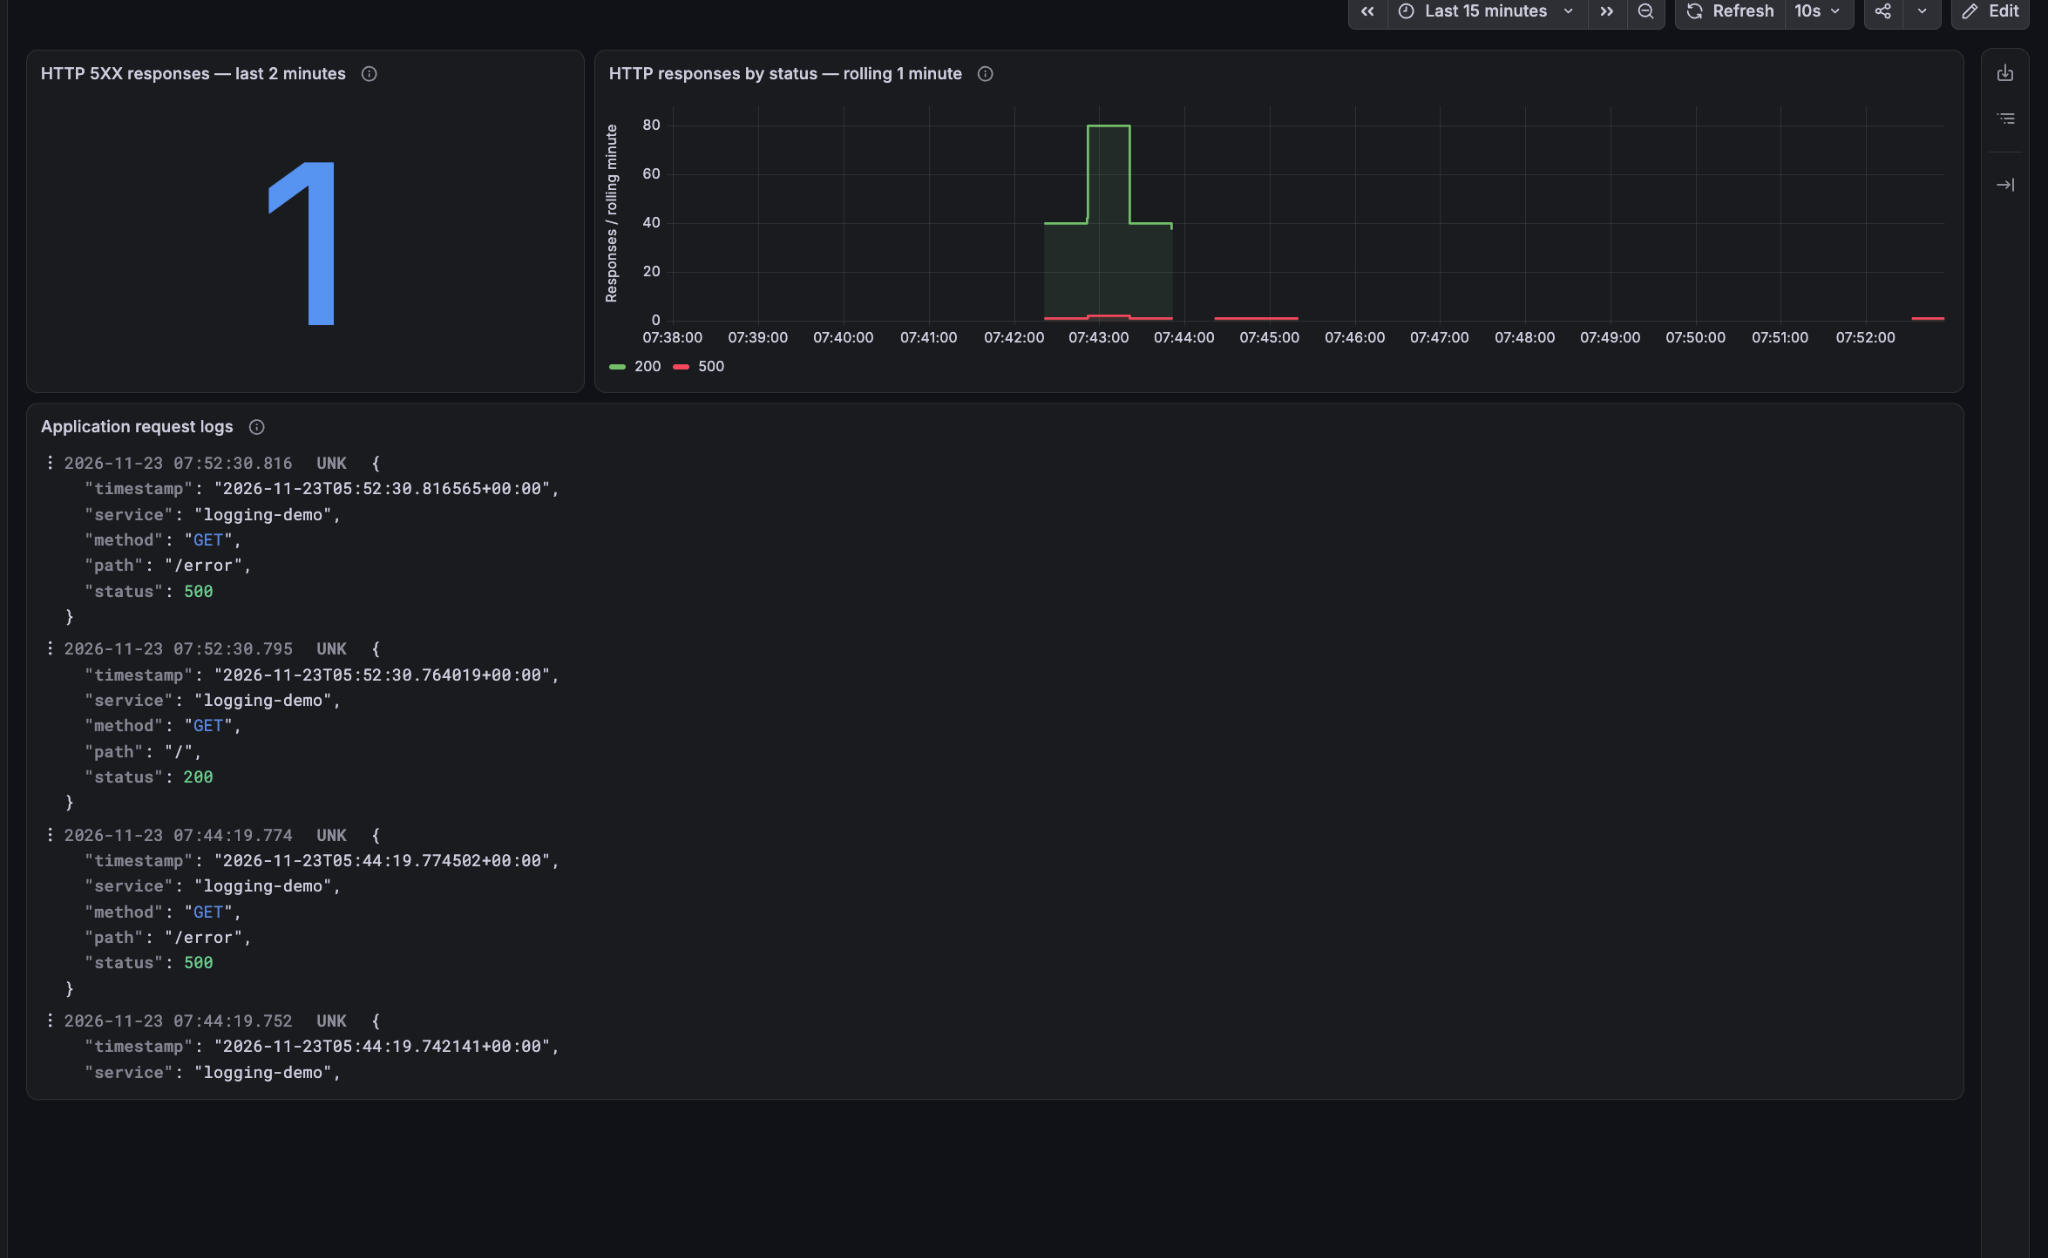 Last 15 minutes Refresh 10s Edit
HTTP 5XX responses — last 2 minutes
1
HTTP responses by status — rolling 1 minute
Responses / rolling minute
80
60
40
20
0
07:38:00 07:39:00 07:40:00 07:41:00 07:42:00 07:43:00 07:44:00 07:45:00 07:46:00 07:47:00 07:48:00 07:49:00 07:50:00 07:51:00 07:52:00
200 500
Application request logs
2026-11-23 07:52:30.816 UNK {
"timestamp": "2026-11-23T05:52:30.816565+00:00",
"service": "logging-demo",
"method": "GET",
"path": "/error",
"status": 500
}
2026-11-23 07:52:30.795 UNK {
"timestamp": "2026-11-23T05:52:30.764019+00:00",
"service": "logging-demo",
"method": "GET",
"path": "/",
"status": 200
}
2026-11-23 07:44:19.774 UNK {
"timestamp": "2026-11-23T05:44:19.774502+00:00",
"service": "logging-demo",
"method": "GET",
"path": "/error",
"status": 500
}
2026-11-23 07:44:19.752 UNK {
"timestamp": "2026-11-23T05:44:19.742141+00:00",
"service": "logging-demo",